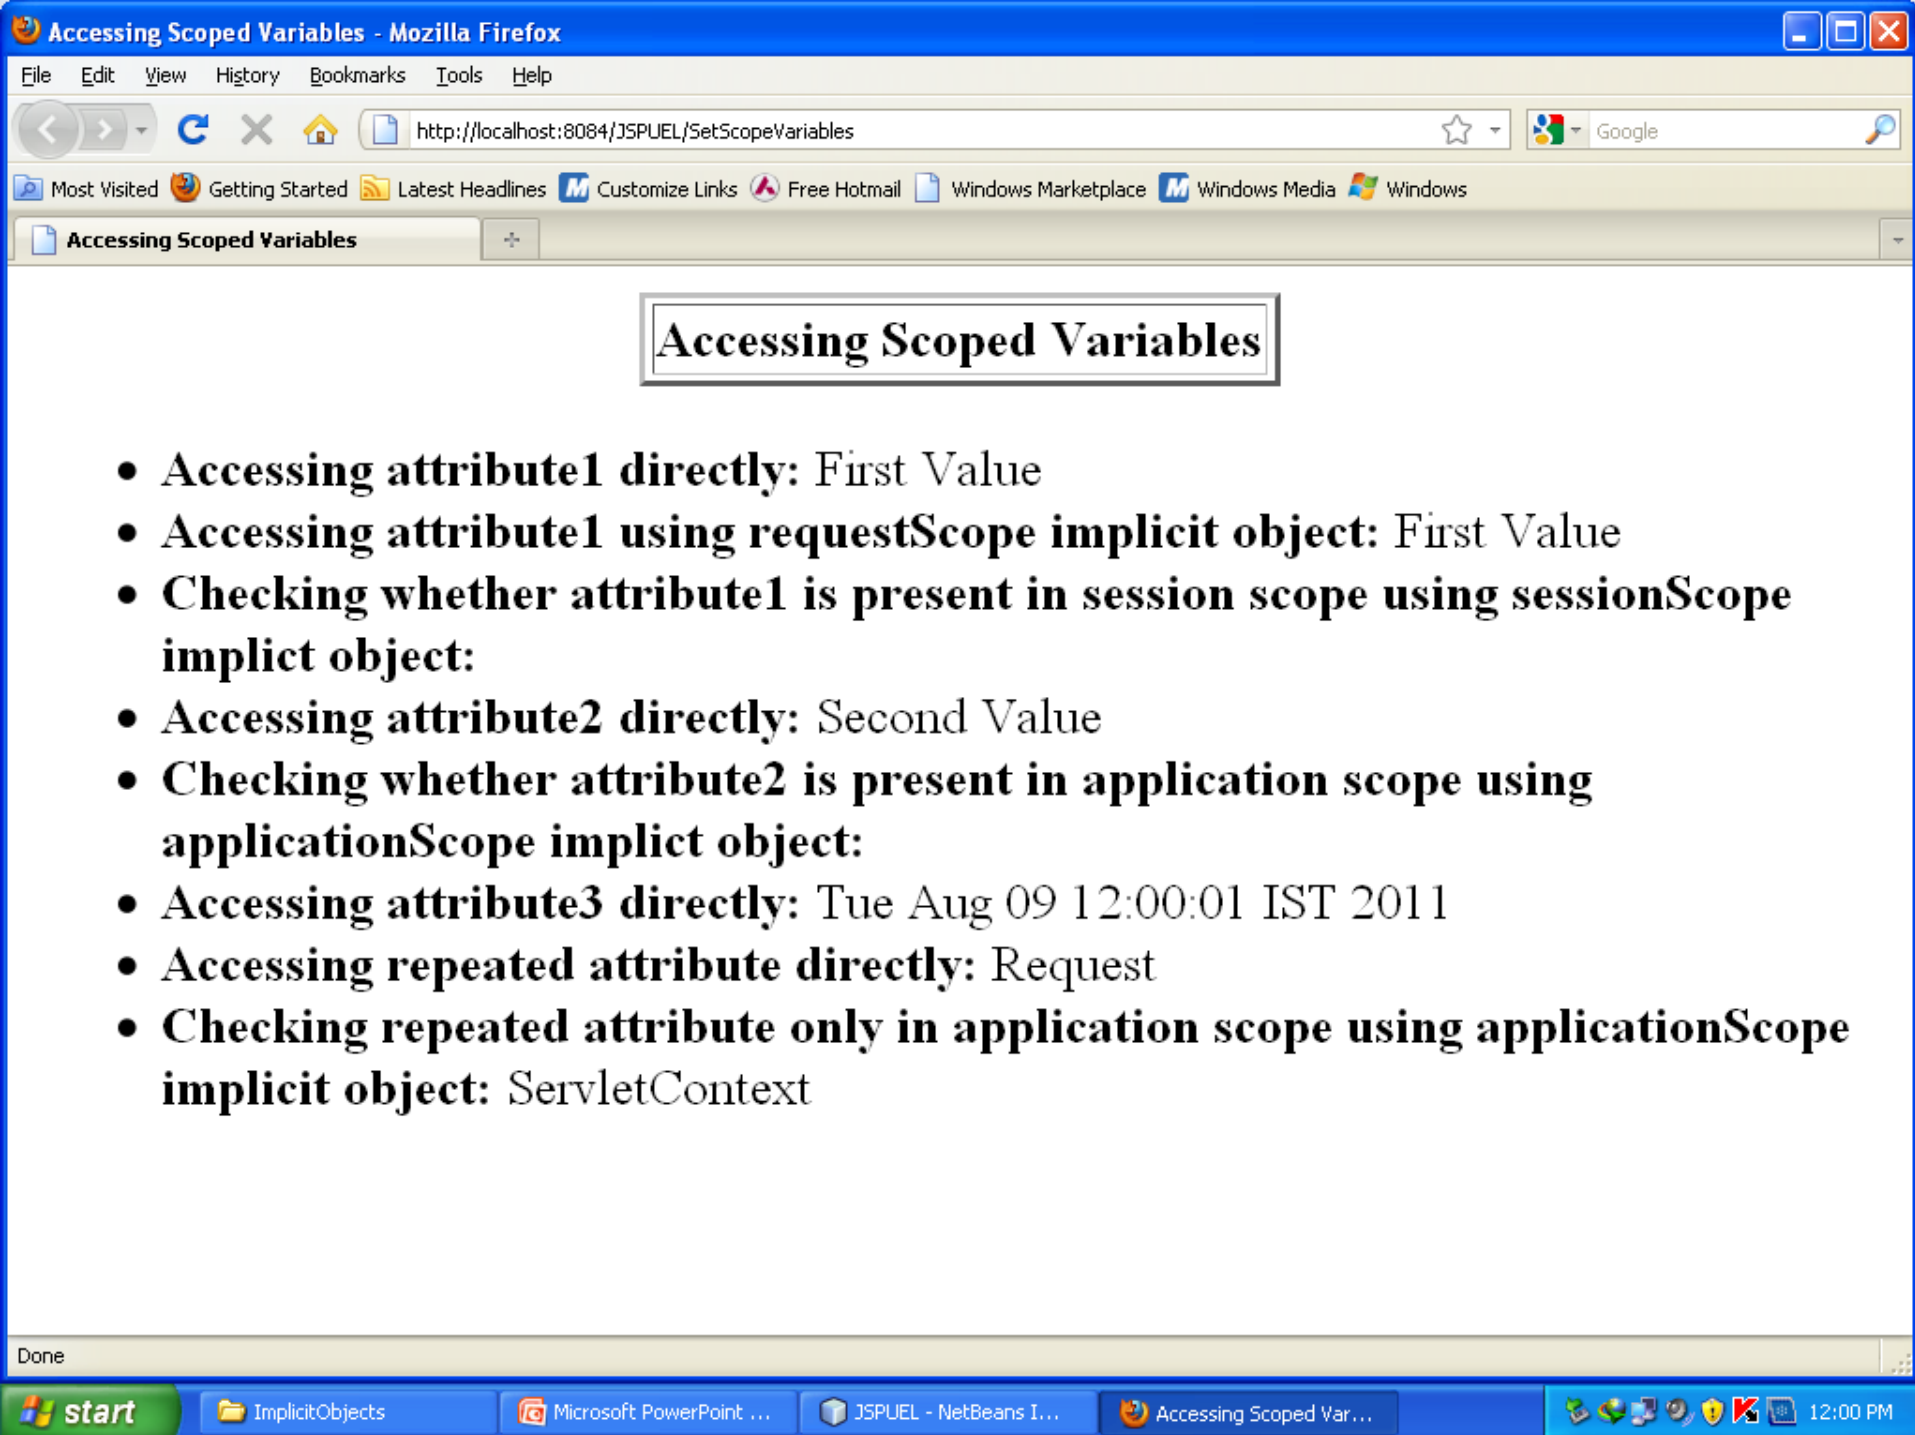 Accessing Scoped Variables - Mozilla Firefox
File Edit View History Bookmarks Tools Help
http://localhost:8084/JSPUEL/SetScopeVariables Google
Most Visited Getting Started Latest Headlines Customize Links Free Hotmail Windows Marketplace Windows Media Windows
Accessing Scoped Variables
Accessing Scoped Variables
• Accessing attribute1 directly: First Value
• Accessing attribute1 using requestScope implicit object: First Value
• Checking whether attribute1 is present in session scope using sessionScope
implict object:
• Accessing attribute2 directly: Second Value
• Checking whether attribute2 is present in application scope using
applicationScope implict object:
• Accessing attribute3 directly: Tue Aug 09 12:00:01 IST 2011
• Accessing repeated attribute directly: Request
• Checking repeated attribute only in application scope using applicationScope
implicit object: ServletContext
Done
start ImplicitObjects Microsoft PowerPoint ... JSPUEL - NetBeans I... Accessing Scoped Var... 12:00 PM